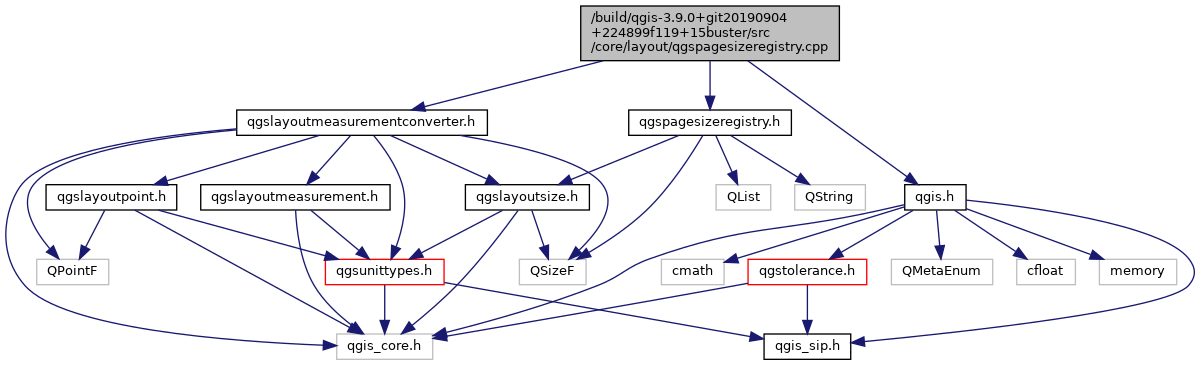 /build/qgis-3.9.0+git20190904
+224899f119+15buster/src
/core/layout/qgspagesizeregistry.cpp
qgslayoutmeasurementconverter.h
qgspagesizeregistry.h
qgslayoutpoint.h
qgslayoutmeasurement.h
qgslayoutsize.h
QList
QString
qgis.h
QPointF
qgsunittypes.h
QSizeF
cmath
qgstolerance.h
QMetaEnum
cfloat
memory
qgis_core.h
qgis_sip.h